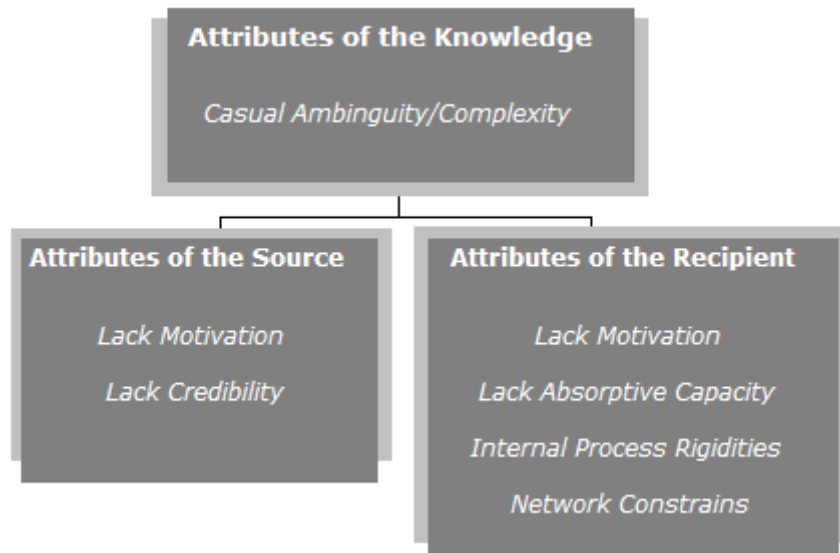 Attributes of the Knowledge
Casual Ambinguity/Complexity
Attributes of the Source
Lack Motivation
Lack Credibility
Attributes of the Recipient
Lack Motivation
Lack Absorptive Capacity
Internal Process Rigidities
Network Constrains